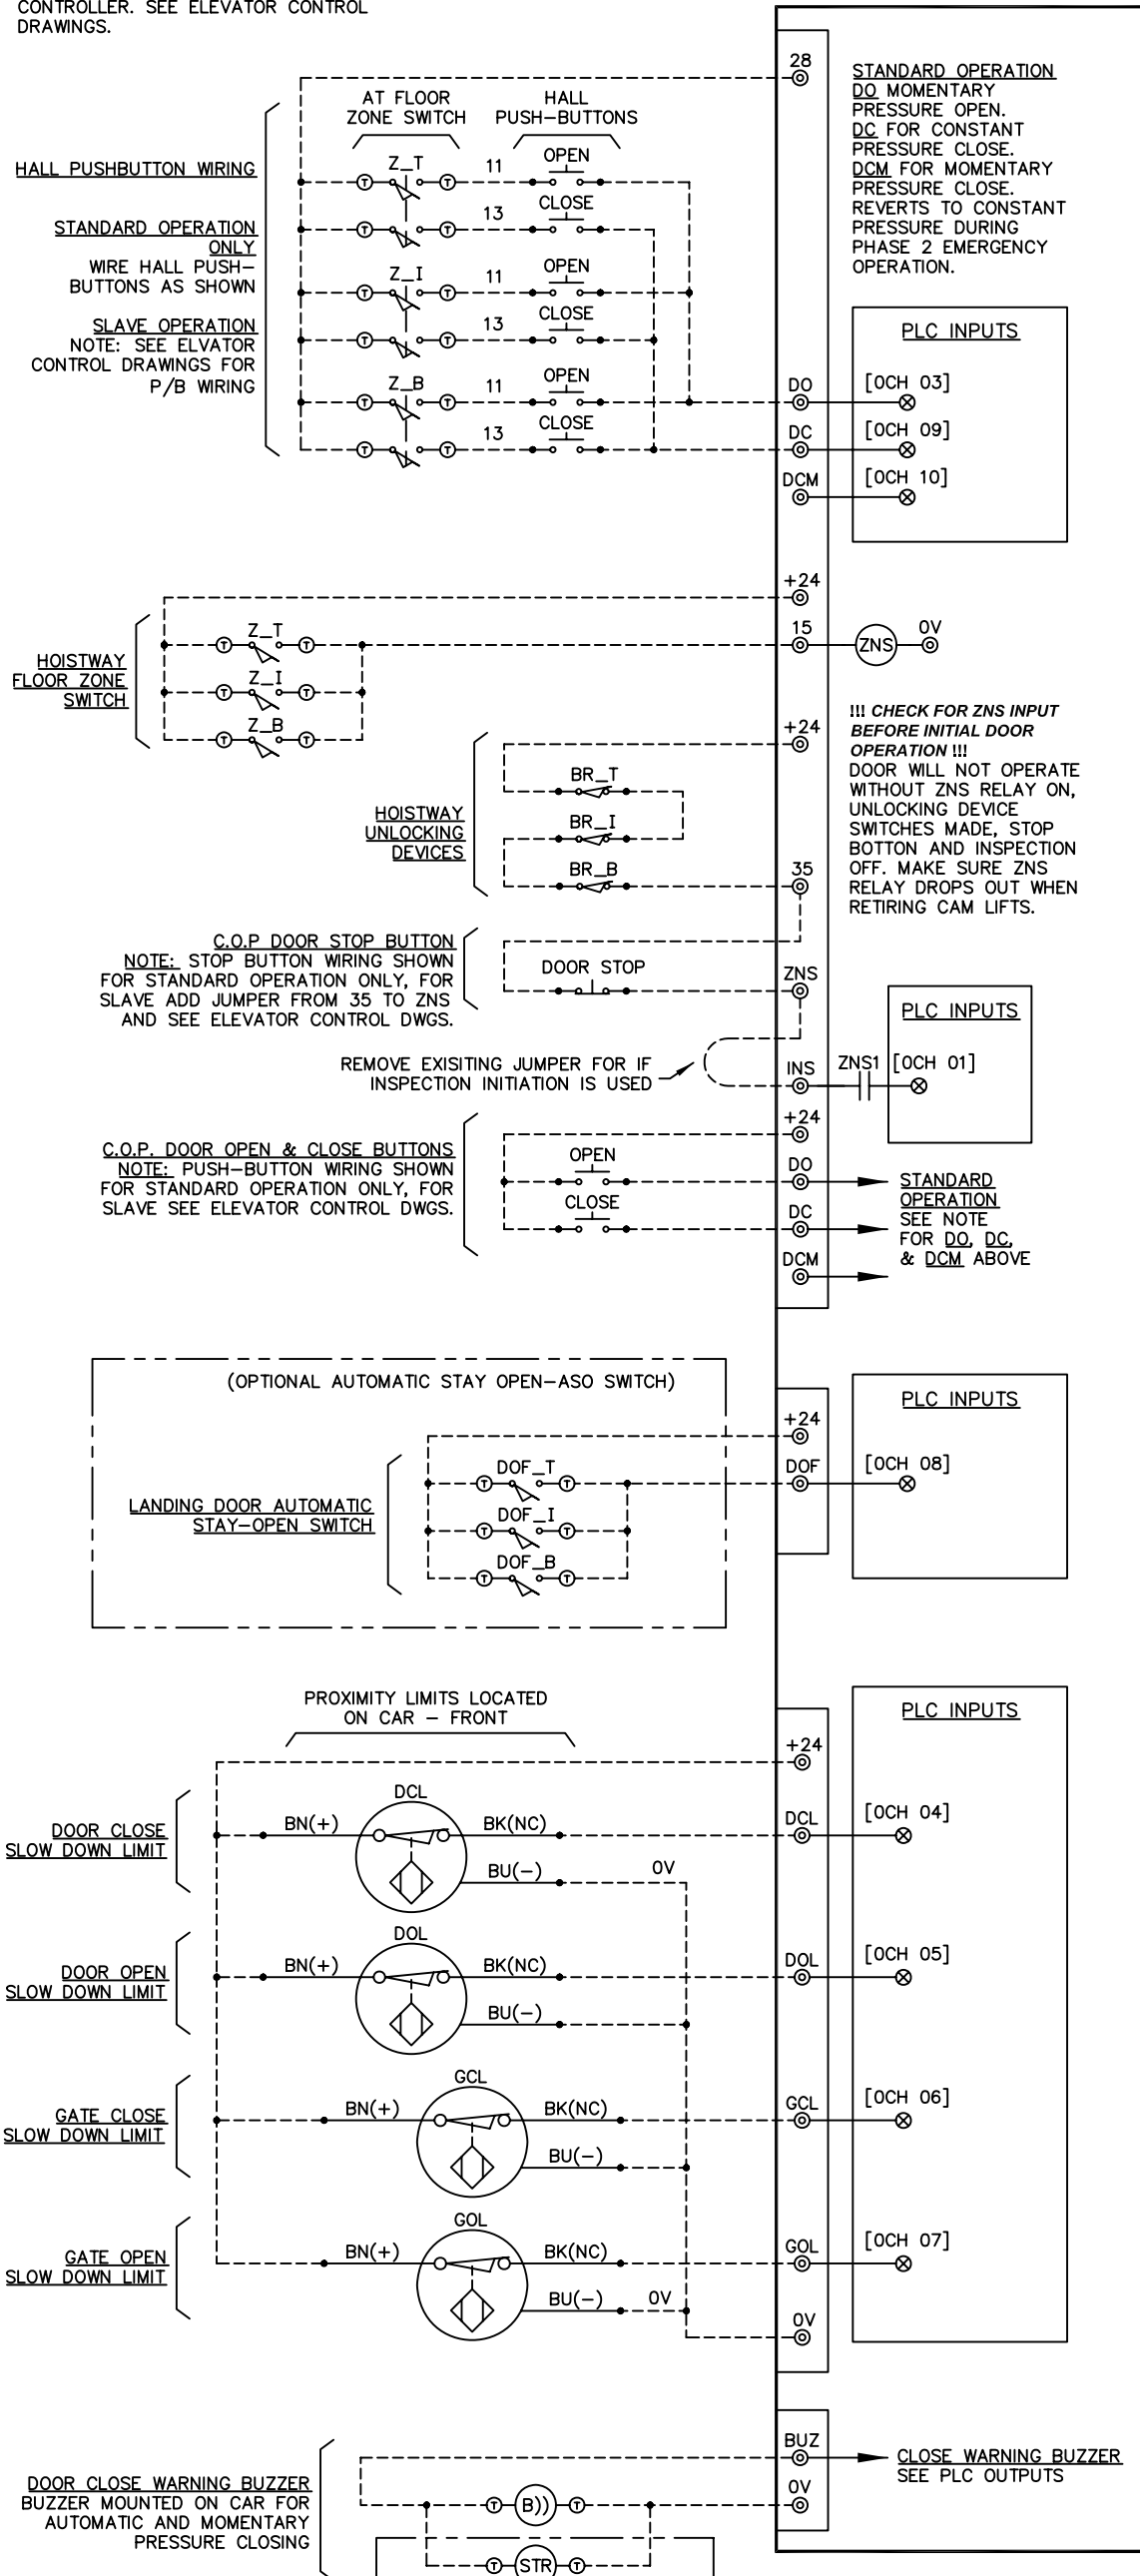 CONTROLLER. SEE ELEVATOR CONTROL
DRAWINGS.
28
STANDARD OPERATION
DO MOMENTARY
PRESSURE OPEN.
DC FOR CONSTANT
PRESSURE CLOSE.
DCM FOR MOMENTARY
PRESSURE CLOSE.
REVERTS TO CONSTANT
PRESSURE DURING
PHASE 2 EMERGENCY
OPERATION.
AT FLOOR
ZONE SWITCH
HALL
PUSH-BUTTONS
HALL PUSHBUTTON WIRING
STANDARD OPERATION
ONLY
WIRE HALL PUSH-
BUTTONS AS SHOWN
SLAVE OPERATION
NOTE: SEE ELVATOR
CONTROL DRAWINGS FOR
P/B WIRING
T Z_T T 11 OPEN
T T 13 CLOSE
T Z_I T 11 OPEN
T T 13 CLOSE
T Z_B T 11 OPEN
T T 13 CLOSE
PLC INPUTS
DO [0CH 03]
DC [0CH 09]
DCM [0CH 10]
+24
15 ZNS 0V
HOISTWAY
FLOOR ZONE
SWITCH
T Z_T T
T Z_I T
T Z_B T
!!! CHECK FOR ZNS INPUT
BEFORE INITIAL DOOR
OPERATION !!!
DOOR WILL NOT OPERATE
WITHOUT ZNS RELAY ON,
UNLOCKING DEVICE
SWITCHES MADE, STOP
BOTTON AND INSPECTION
OFF. MAKE SURE ZNS
RELAY DROPS OUT WHEN
RETIRING CAM LIFTS.
+24
HOISTWAY
UNLOCKING
DEVICES
BR_T
BR_I
BR_B
35
C.O.P DOOR STOP BUTTON
NOTE: STOP BUTTON WIRING SHOWN
FOR STANDARD OPERATION ONLY, FOR
SLAVE ADD JUMPER FROM 35 TO ZNS
AND SEE ELEVATOR CONTROL DWGS.
DOOR STOP
ZNS
PLC INPUTS
REMOVE EXISITING JUMPER FOR IF
INSPECTION INITIATION IS USED
INS ZNS1 [0CH 01]
C.O.P. DOOR OPEN & CLOSE BUTTONS
NOTE: PUSH-BUTTON WIRING SHOWN
FOR STANDARD OPERATION ONLY, FOR
SLAVE SEE ELEVATOR CONTROL DWGS.
OPEN
CLOSE
+24
DO
DC
DCM
STANDARD
OPERATION
SEE NOTE
FOR DO, DC,
& DCM ABOVE
(OPTIONAL AUTOMATIC STAY OPEN-ASO SWITCH)
LANDING DOOR AUTOMATIC
STAY-OPEN SWITCH
T DOF_T T
T DOF_I T
T DOF_B T
+24
DOF
PLC INPUTS
[0CH 08]
PROXIMITY LIMITS LOCATED
ON CAR - FRONT
PLC INPUTS
+24
DOOR CLOSE
SLOW DOWN LIMIT
BN(+) DCL BK(NC) DCL [0CH 04]
BU(-) 0V
DOOR OPEN
SLOW DOWN LIMIT
BN(+) DOL BK(NC) DOL [0CH 05]
BU(-)
GATE CLOSE
SLOW DOWN LIMIT
BN(+) GCL BK(NC) GCL [0CH 06]
BU(-)
GATE OPEN
SLOW DOWN LIMIT
BN(+) GOL BK(NC) GOL [0CH 07]
BU(-) 0V
0V
DOOR CLOSE WARNING BUZZER
BUZZER MOUNTED ON CAR FOR
AUTOMATIC AND MOMENTARY
PRESSURE CLOSING
T B)) T
T STR T
BUZ
0V
CLOSE WARNING BUZZER
SEE PLC OUTPUTS